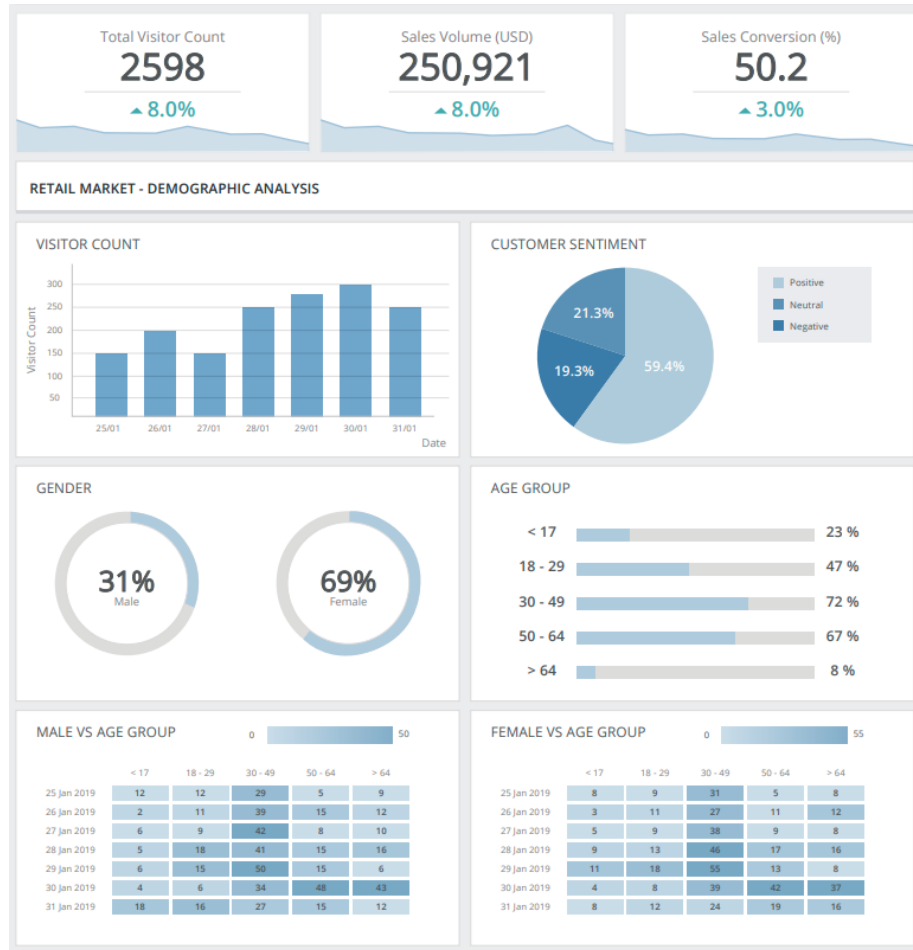 Total Visitor Count
2598
8.0%
Sales Volume (USD)
250,921
8.0%
Sales Conversion (%)
50.2
3.0%
RETAIL MARKET - DEMOGRAPHIC ANALYSIS
VISITOR COUNT
Visitor Count
300
250
200
150
100
50
25/01 26/01 27/01 28/01 29/01 30/01 31/01
Date
CUSTOMER SENTIMENT
21.3%
19.3%
59.4%
Positive
Neutral
Negative
GENDER
31%
Male
69%
Female
AGE GROUP
< 17 23 %
18 - 29 47 %
30 - 49 72 %
50 - 64 67 %
> 64 8 %
MALE VS AGE GROUP 0 50
< 17 18 - 29 30 - 49 50 - 64 > 64
25 Jan 2019 12 12 29 5 9
26 Jan 2019 2 11 39 15 12
27 Jan 2019 6 9 42 8 10
28 Jan 2019 5 18 41 15 16
29 Jan 2019 6 15 50 15 6
30 Jan 2019 4 6 34 48 43
31 Jan 2019 18 16 27 15 12
FEMALE VS AGE GROUP 0 55
< 17 18 - 29 30 - 49 50 - 64 > 64
25 Jan 2019 8 9 31 5 8
26 Jan 2019 3 11 27 11 12
27 Jan 2019 5 9 38 9 8
28 Jan 2019 9 13 46 17 16
29 Jan 2019 11 18 55 13 8
30 Jan 2019 4 8 39 42 37
31 Jan 2019 8 12 24 19 16